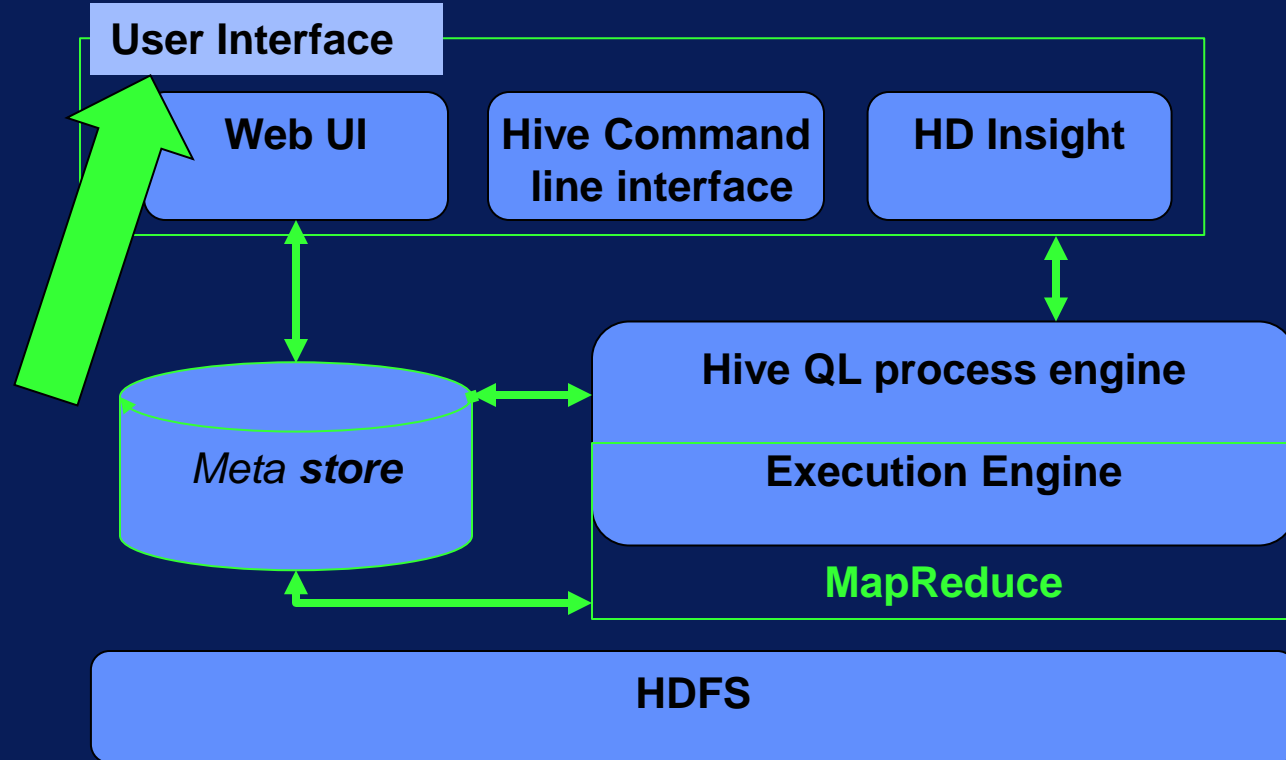 User Interface
Web UI
Hive Command
line interface
HD Insight
Hive QL process engine
Meta store
Execution Engine
MapReduce
HDFS